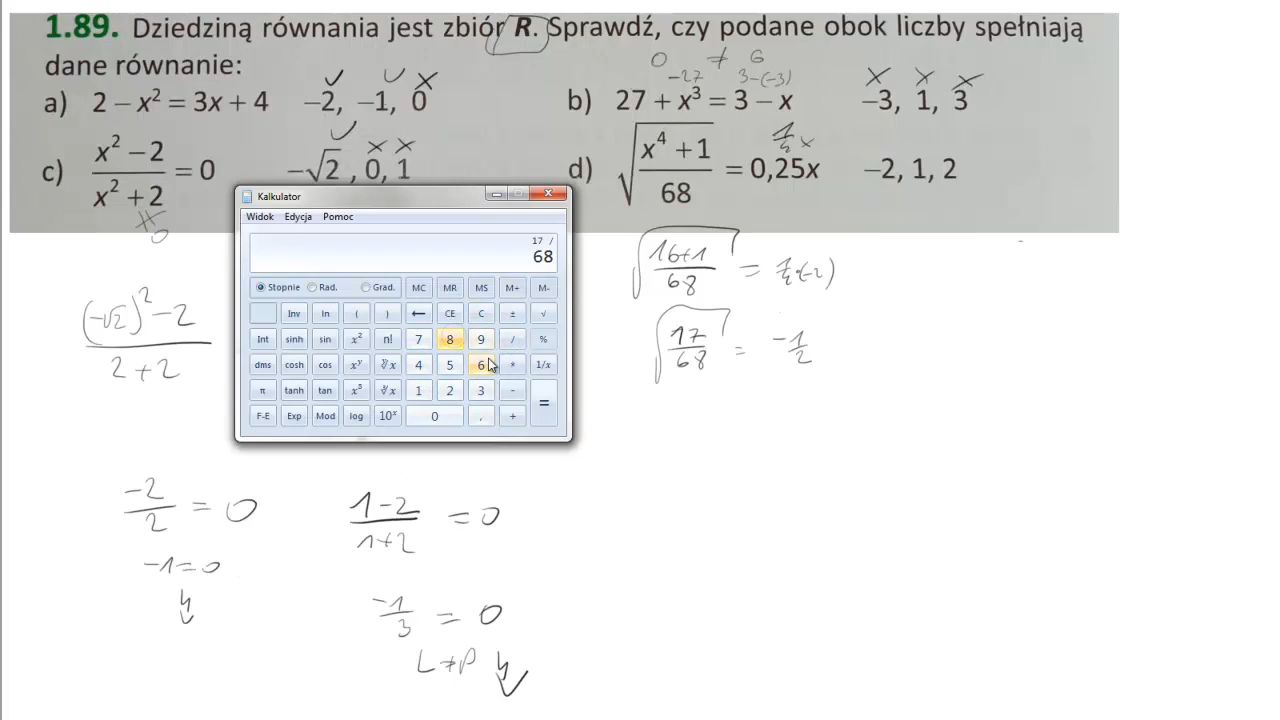 1.89. Dziedziną równania jest zbiór R. Sprawdź, czy podane obok liczby spełniają
dane równanie:
0 ≠ 6
-27 3-(-3)
a) 2 – x² = 3x + 4 –2, –1, 0
b) 27 + x³ = 3 – x –3, 1, 3
c) x² – 2 / x² + 2 = 0 –√2, 0, 1
d) √(x⁴ + 1 / 68) = 0,25x –2, 1, 2
1/4 x
≠ 0
Kalkulator
Widok Edycja Pomoc
17 /
68
Stopnie Rad. Grad. MC MR MS M+ M-
Inv ln ( ) ← CE C ± √
Int sinh sin x² n! 7 8 9 / %
dms cosh cos xʸ ʸ√x 4 5 6 * 1/x
π tanh tan x³ ³√x 1 2 3 - =
F-E Exp Mod log 10ˣ 0 , +
(-√2)² - 2 / 2 + 2
√(16+1 / 68) = 1/4·(-2)
√(17 / 68) = -1/2
-2 / 2 = 0
-1 = 0
1-2 / 1+2 = 0
-1 / 3 = 0
L ≠ P